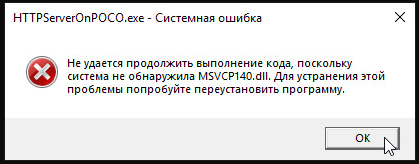 HTTPServerOnPOCO.exe - Системная ошибка
Не удается продолжить выполнение кода, поскольку
система не обнаружила MSVCP140.dll. Для устранения этой
проблемы попробуйте переустановить программу.
OK